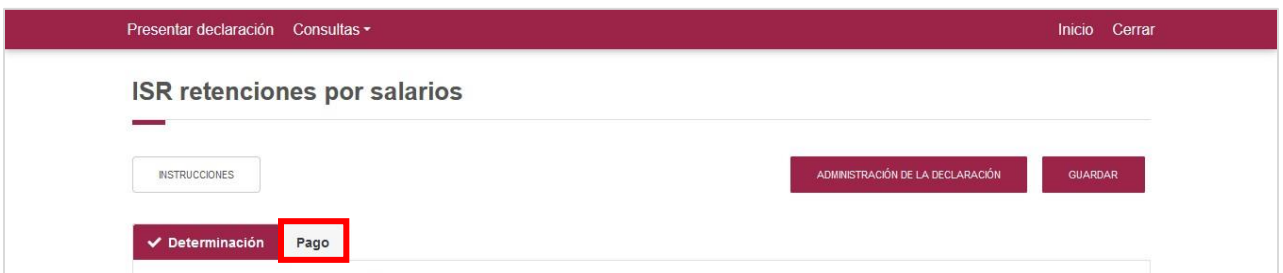 Presentar declaración Consultas Inicio Cerrar
ISR retenciones por salarios
INSTRUCCIONES ADMINISTRACIÓN DE LA DECLARACIÓN GUARDAR
Determinación Pago